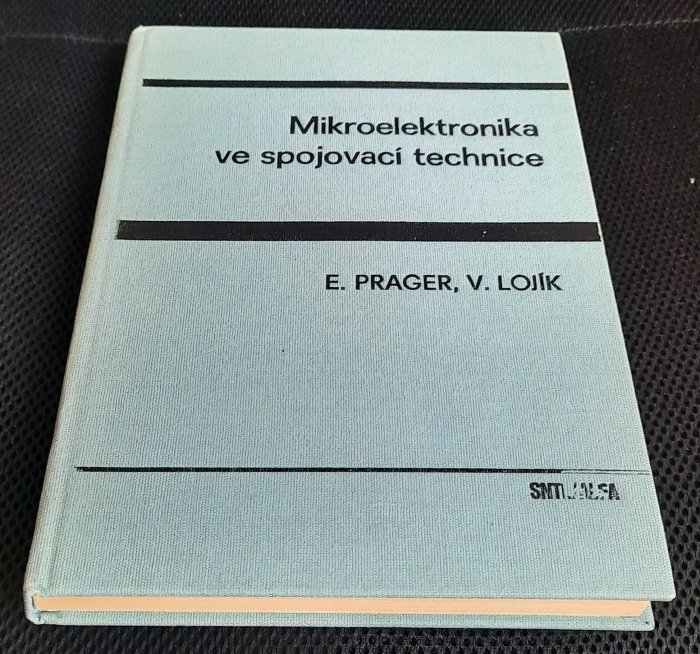 Mikroelektronika
ve spojovací technice
E. PRAGER, V. LOJÍK
SNTL/ALFA